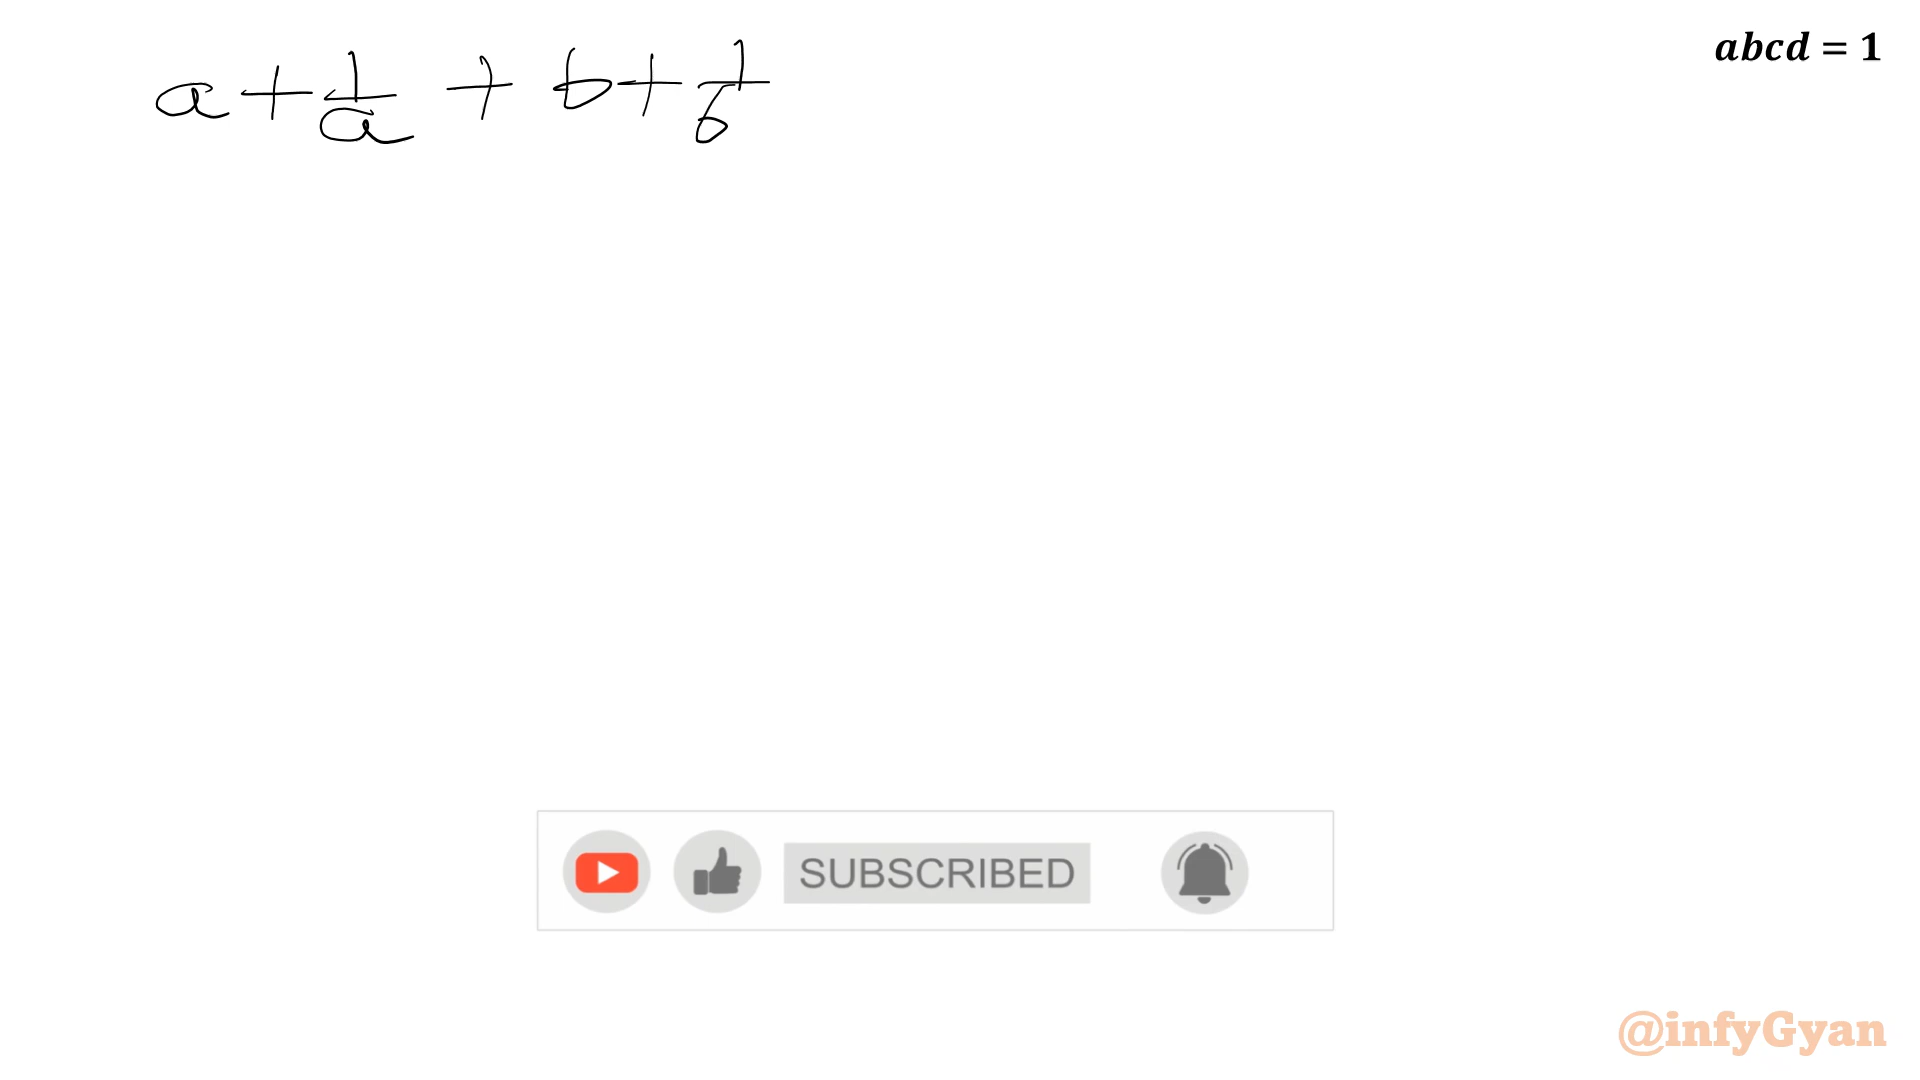 abcd = 1
a + 1/a + b + 1/b
SUBSCRIBED
@infyGyan